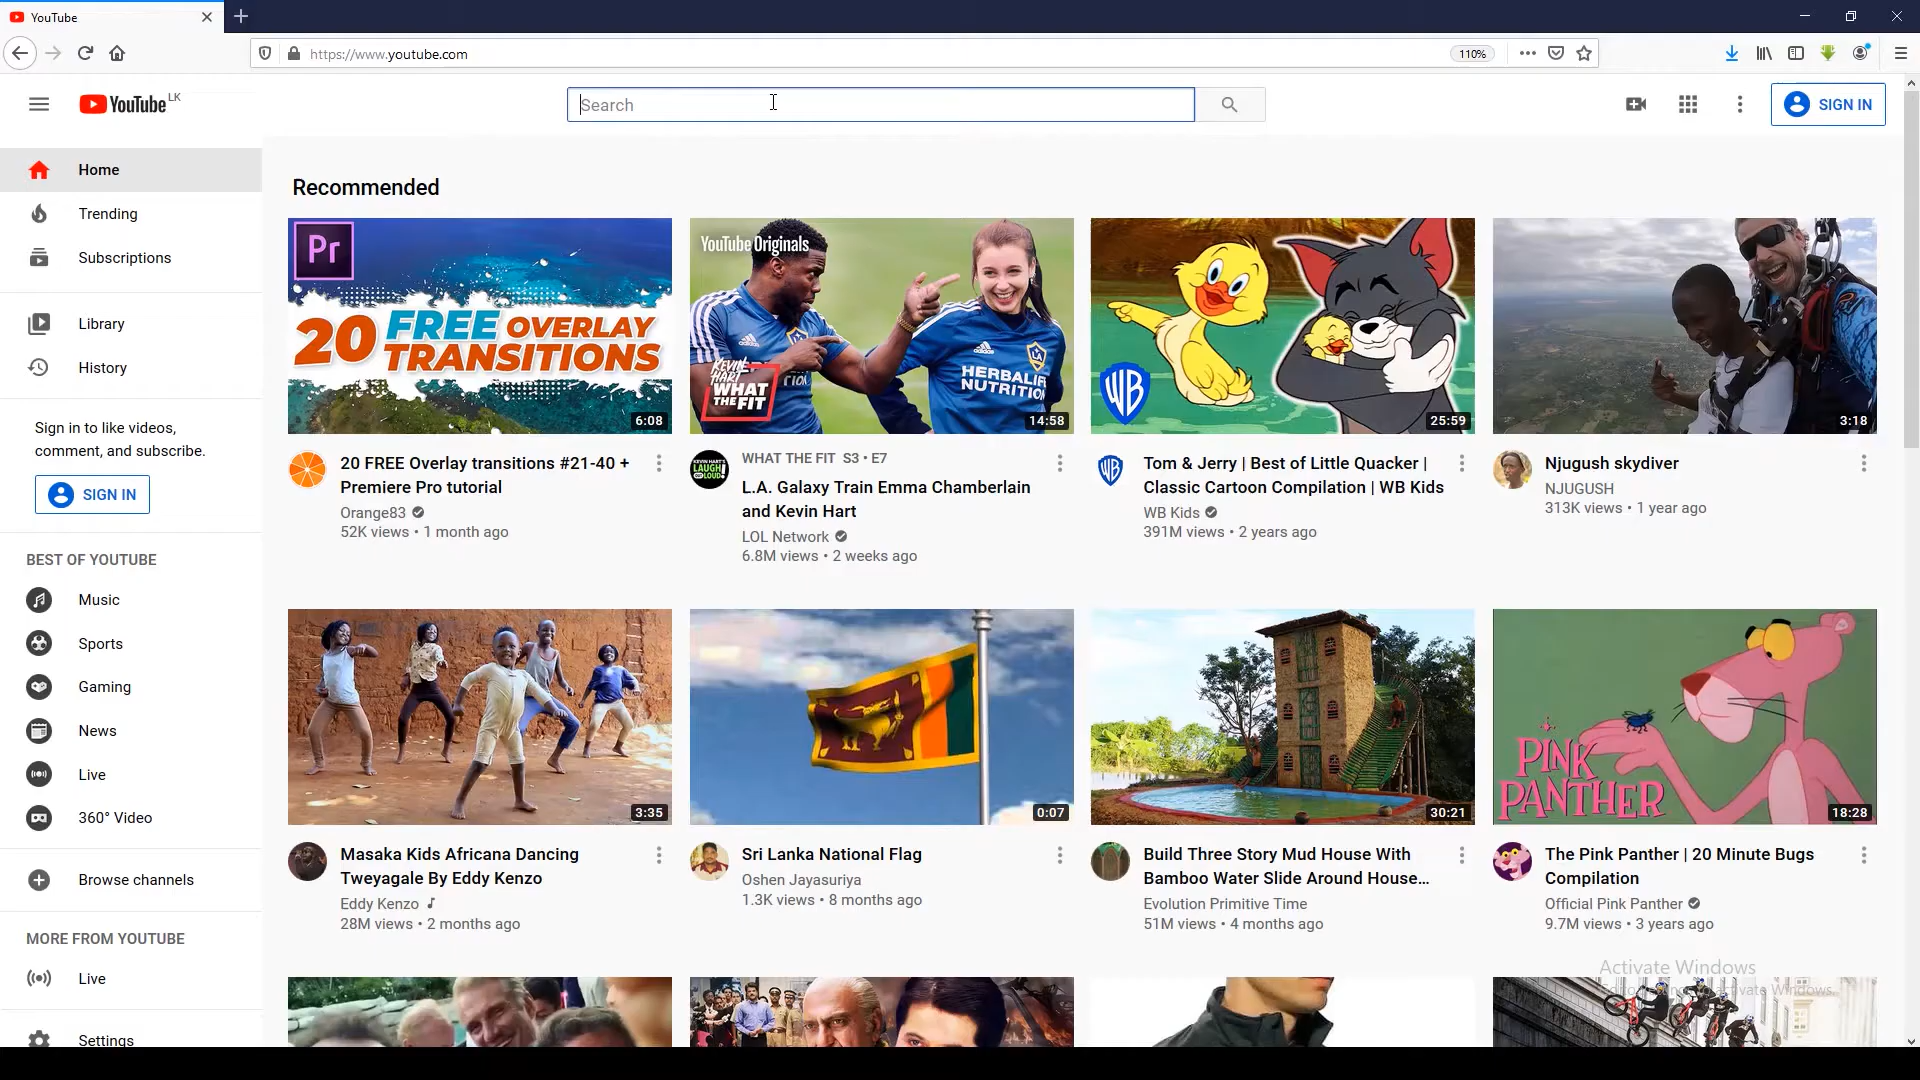 YouTube
https://www.youtube.com
110%
YouTube LK
Search
SIGN IN
Home
Trending
Subscriptions
Library
History
Sign in to like videos,
comment, and subscribe.
SIGN IN
BEST OF YOUTUBE
Music
Sports
Gaming
News
Live
360° Video
Browse channels
MORE FROM YOUTUBE
Live
Settings
Recommended
Pr
20 FREE OVERLAY
TRANSITIONS
6:08
20 FREE Overlay transitions #21-40 +
Premiere Pro tutorial
Orange83
52K views • 1 month ago
YouTube Originals
KEVIN HART
WHAT
THE FIT
adidas
adidas
LA
HERBALIFE
NUTRITION
14:58
WHAT THE FIT S3 • E7
L.A. Galaxy Train Emma Chamberlain
and Kevin Hart
LOL Network
6.8M views • 2 weeks ago
WB
25:59
WB
Tom & Jerry | Best of Little Quacker |
Classic Cartoon Compilation | WB Kids
WB Kids
391M views • 2 years ago
3:18
Njugush skydiver
NJUGUSH
313K views • 1 year ago
3:35
Masaka Kids Africana Dancing
Tweyagale By Eddy Kenzo
Eddy Kenzo
28M views • 2 months ago
0:07
Sri Lanka National Flag
Oshen Jayasuriya
1.3K views • 8 months ago
30:21
Build Three Story Mud House With
Bamboo Water Slide Around House...
Evolution Primitive Time
51M views • 4 months ago
PINK
PANTHER
18:28
The Pink Panther | 20 Minute Bugs
Compilation
Official Pink Panther
9.7M views • 3 years ago
Activate Windows